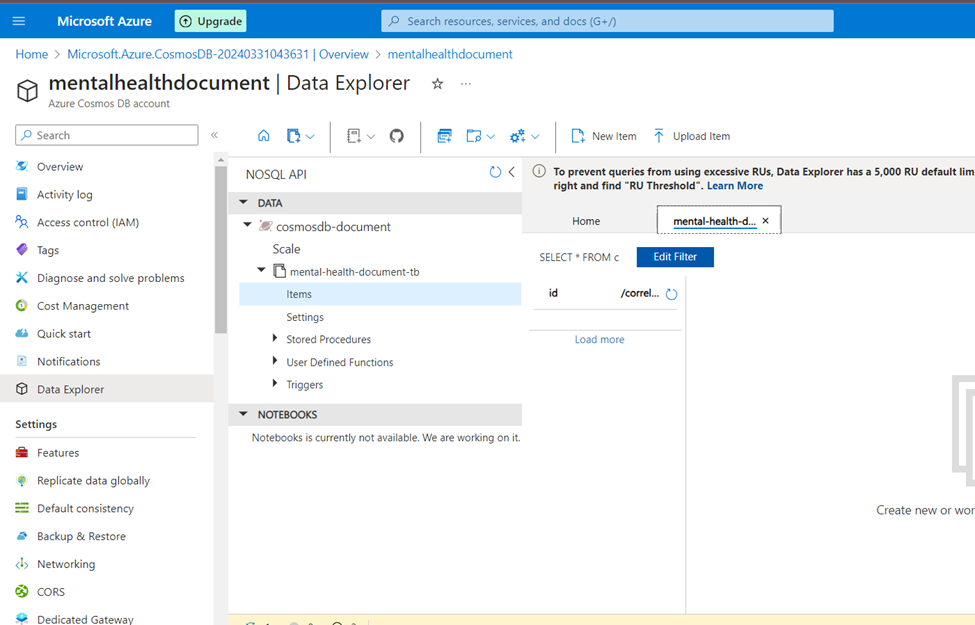 Microsoft Azure
Upgrade
Search resources, services, and docs (G+/)
Home > Microsoft.Azure.CosmosDB-20240331043631 | Overview > mentalhealthdocument
mentalhealthdocument | Data Explorer
Azure Cosmos DB account
Search
Overview
Activity log
Access control (IAM)
Tags
Diagnose and solve problems
Cost Management
Quick start
Notifications
Data Explorer
Settings
Features
Replicate data globally
Default consistency
Backup & Restore
Networking
CORS
Dedicated Gateway
New Item
Upload Item
NOSQL API
DATA
cosmosdb-document
Scale
mental-health-document-tb
Items
Settings
Stored Procedures
User Defined Functions
Triggers
NOTEBOOKS
Notebooks is currently not available. We are working on it.
To prevent queries from using excessive RUs, Data Explorer has a 5,000 RU default lim
right and find "RU Threshold". Learn More
Home
mental-health-d...
SELECT * FROM c
Edit Filter
id /correl...
Load more
Create new or wor